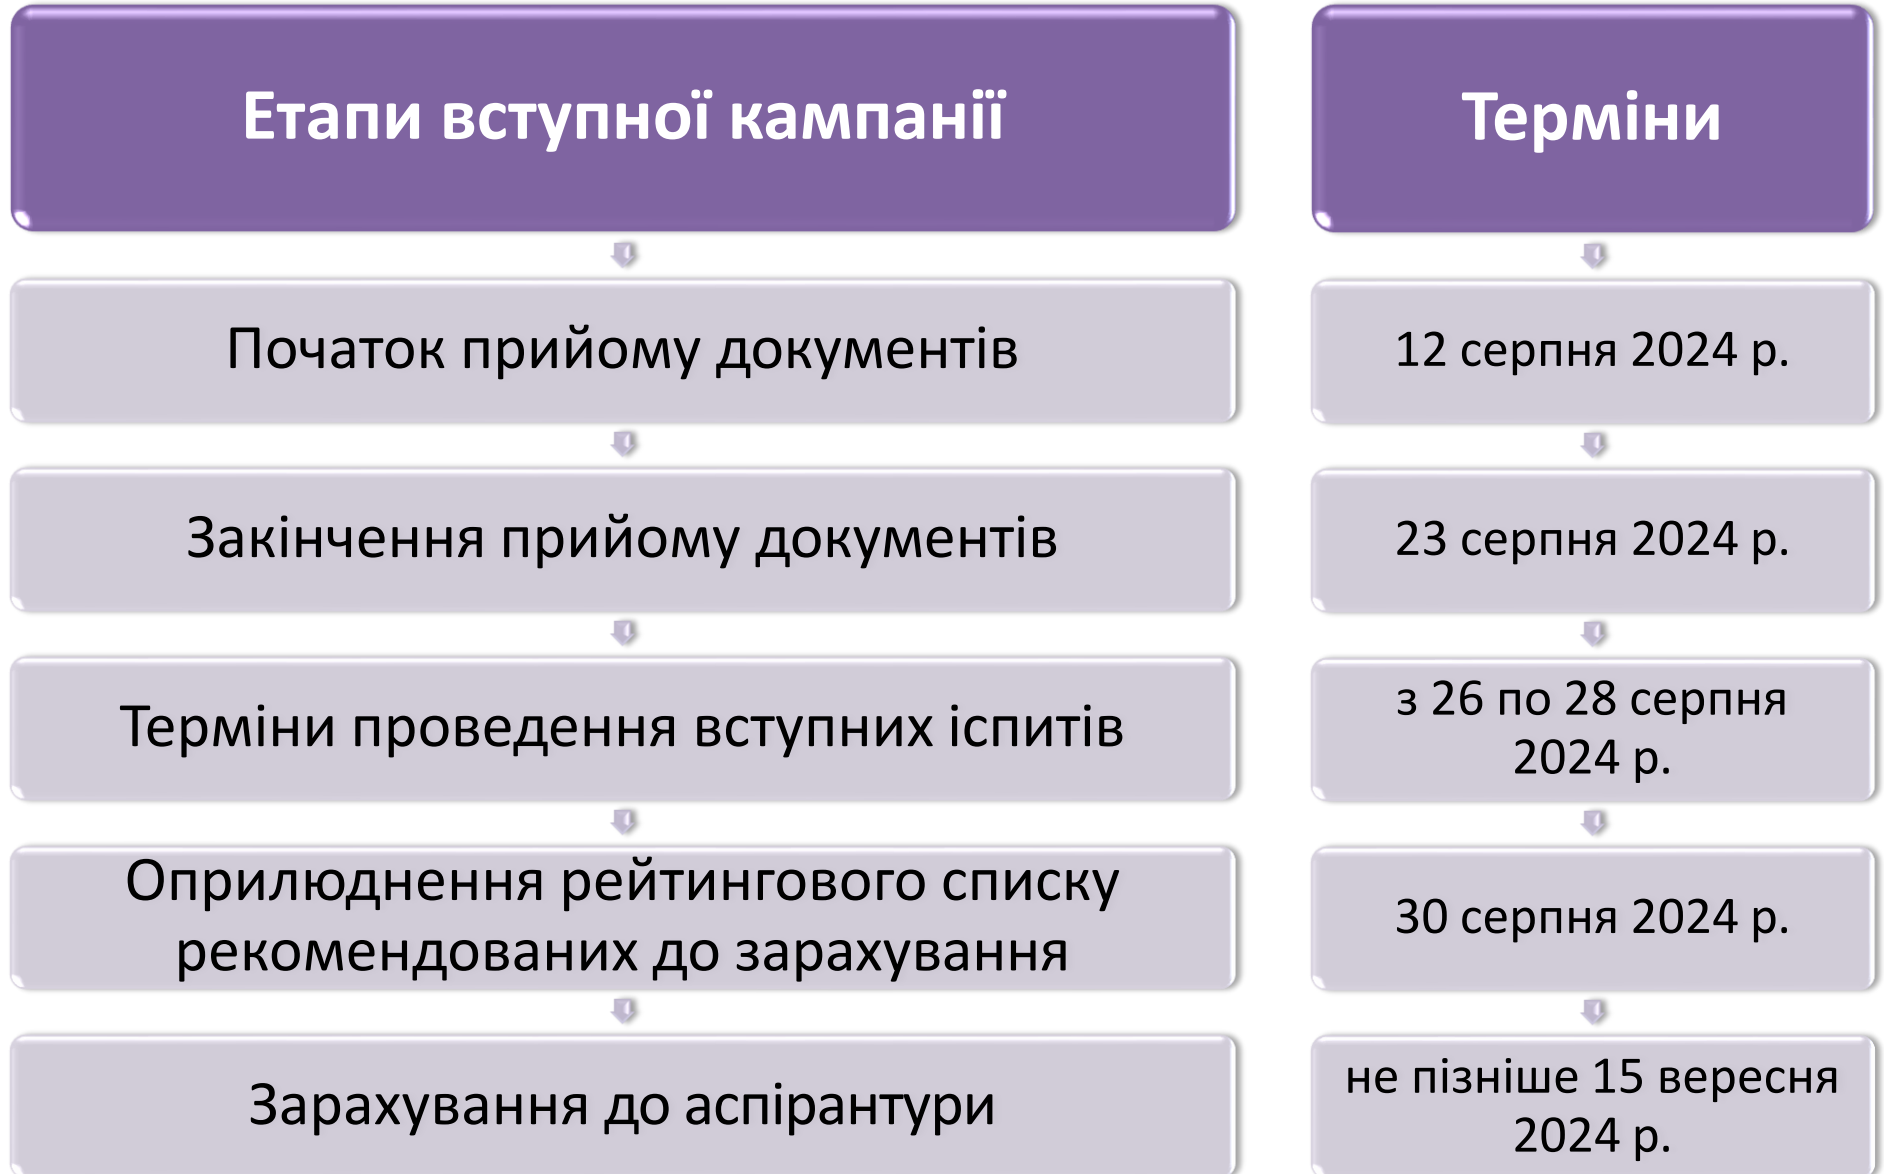 Етапи вступної кампанії
Терміни
Початок прийому документів
12 серпня 2024 р.
Закінчення прийому документів
23 серпня 2024 р.
Терміни проведення вступних іспитів
з 26 по 28 серпня
2024 р.
Оприлюднення рейтингового списку
рекомендованих до зарахування
30 серпня 2024 р.
Зарахування до аспірантури
не пізніше 15 вересня
2024 р.